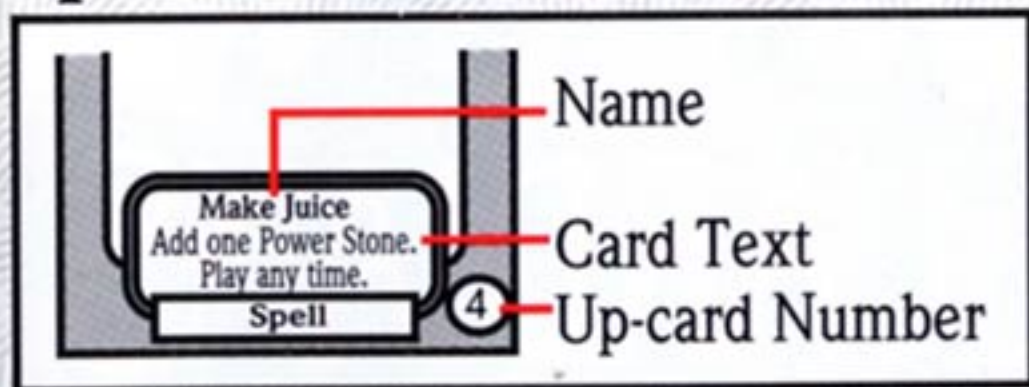 Name
Make Juice
Add one Power Stone.
Play any time.
Card Text
Spell
4
Up-card Number